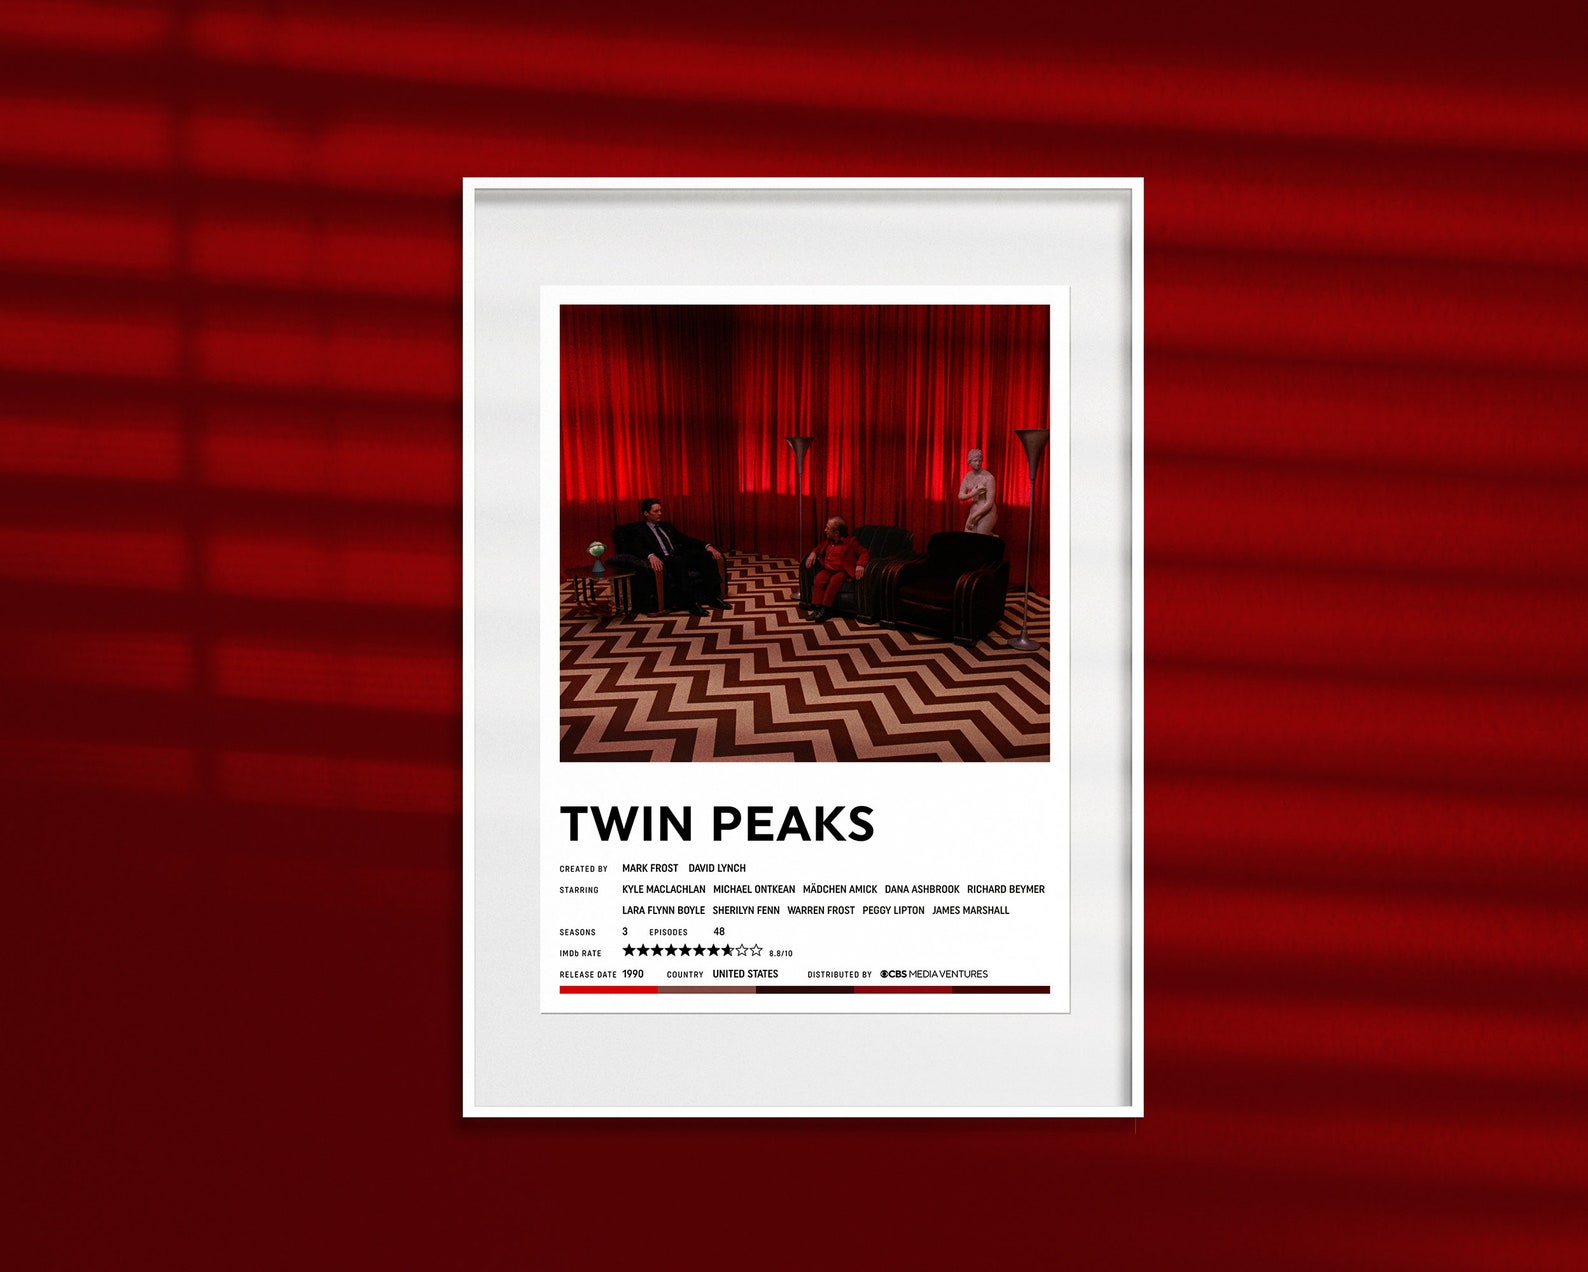 TWIN PEAKS
CREATED BY MARK FROST DAVID LYNCH
STARRING KYLE MACLACHLAN MICHAEL ONTKEAN MÄDCHEN AMICK DANA ASHBROOK RICHARD BEYMER
LARA FLYNN BOYLE SHERILYN FENN WARREN FROST PEGGY LIPTON JAMES MARSHALL
SEASONS 3 EPISODES 48
IMDb RATE 8.8/10
RELEASE DATE 1990 COUNTRY UNITED STATES DISTRIBUTED BY CBS MEDIA VENTURES